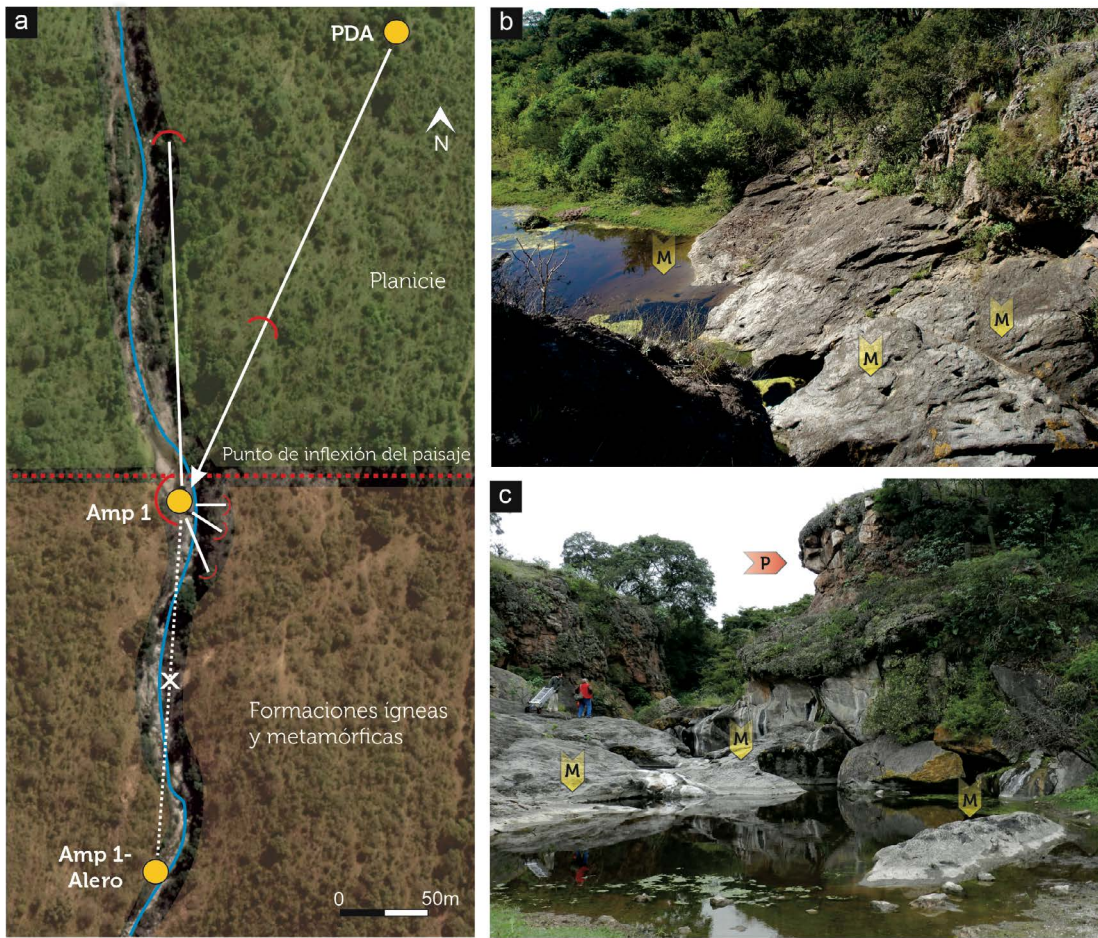 a
PDA
N
Planicie
Punto de inflexión del paisaje
Amp 1
Formaciones ígneas
y metamórficas
Amp 1-
Alero
0 50m
b
M
M
M
c
P
M
M
M